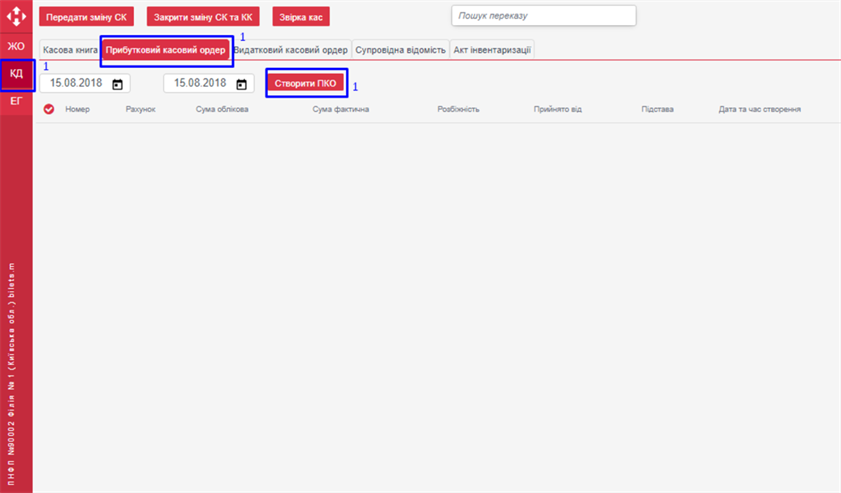 Передати зміну СК Закрити зміну СК та КК Звірка кас Пошук переказу
ЖО
Касова книга Прибутковий касовий ордер Видатковий касовий ордер Супровідна відомість Акт інвентаризації
1
КД
1
15.08.2018 15.08.2018 Створити ПКО 1
ЕГ
Номер Рахунок Сума облікова Сума фактична Розбіжність Прийнято від Підстава Дата та час створення
ПНФП №90002 Філія № 1 (Київська обл.) bilets.m